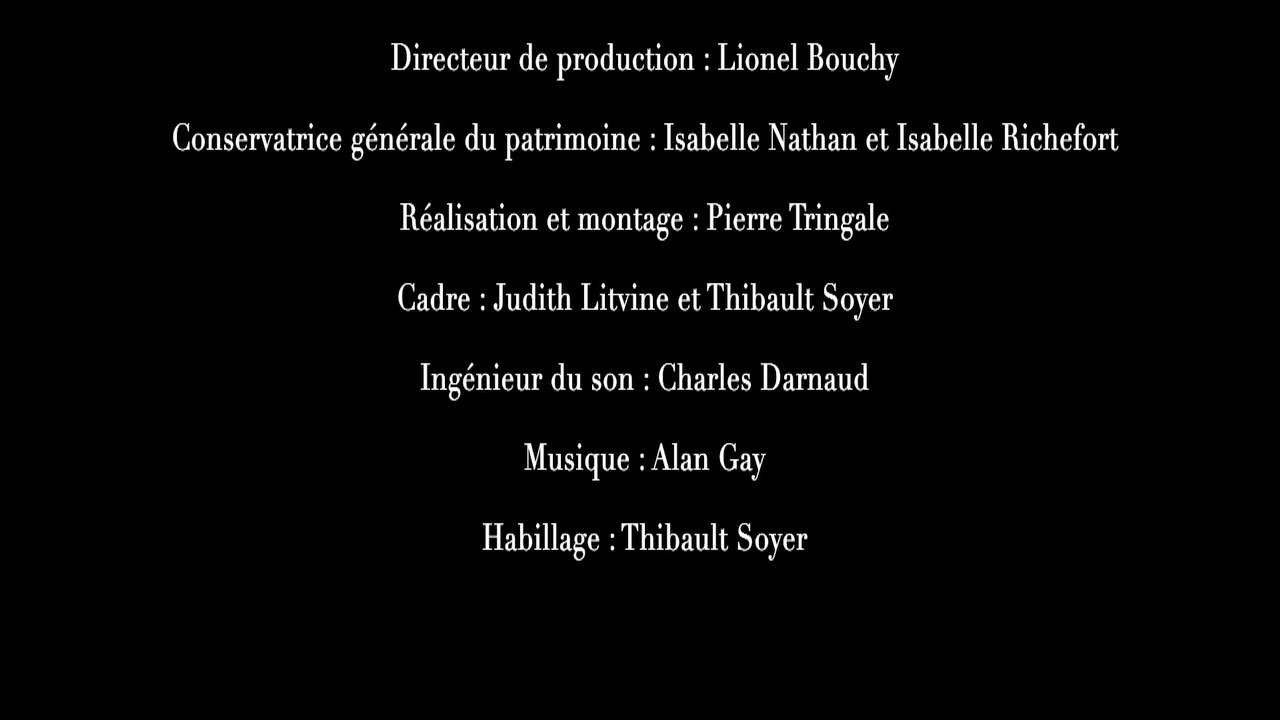 Directeur de production : Lionel Bouchy
Conservatrice générale du patrimoine : Isabelle Nathan et Isabelle Richefort
Réalisation et montage : Pierre Tringale
Cadre : Judith Litvine et Thibault Soyer
Ingénieur du son : Charles Darnaud
Musique : Alan Gay
Habillage : Thibault Soyer